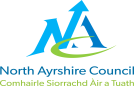 North Ayrshire Council
Comhairle Siorrachd Àir a Tuath